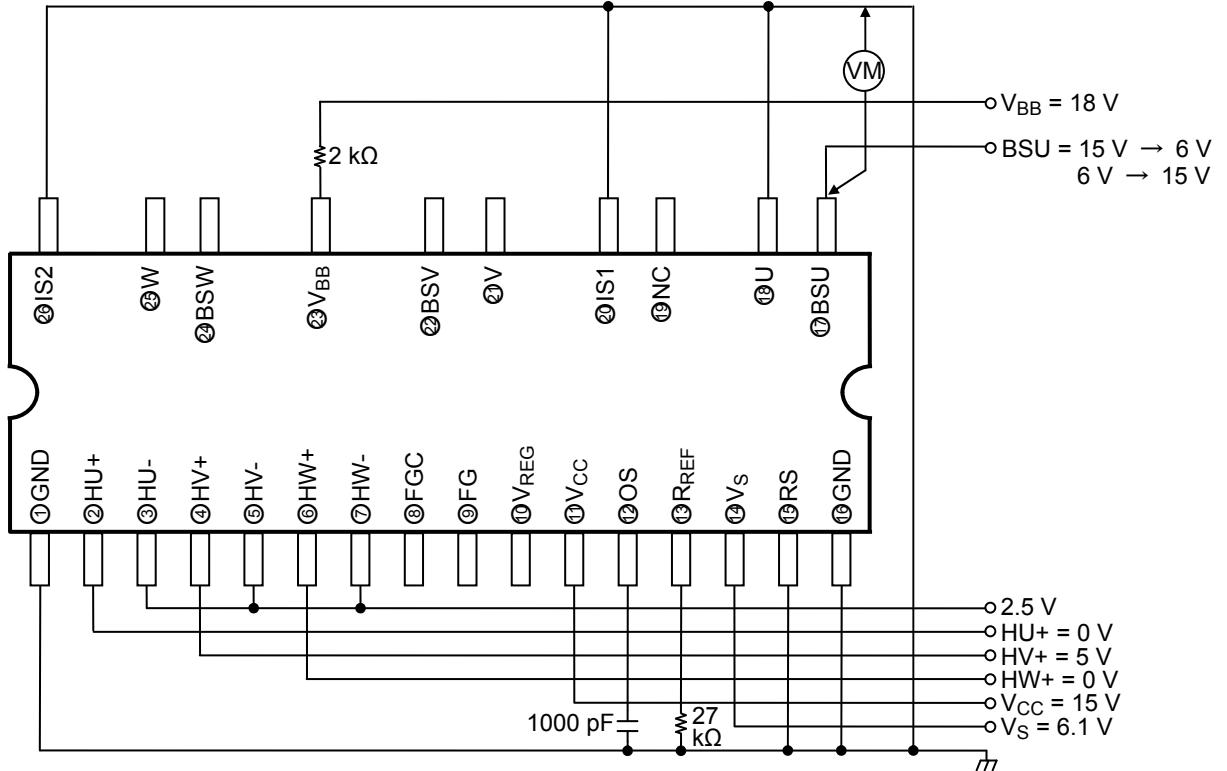 VM
V_BB = 18 V
2 kΩ
BSU = 15 V → 6 V
6 V → 15 V
㉖IS2
㉕W
㉔BSW
㉓V_BB
㉒BSV
㉑V
⑳IS1
⑲NC
⑱U
⑰BSU
①GND
②HU+
③HU-
④HV+
⑤HV-
⑥HW+
⑦HW-
⑧FGC
⑨FG
⑩V_REG
⑪V_CC
⑫OS
⑬R_REF
⑭V_S
⑮RS
⑯GND
2.5 V
HU+ = 0 V
HV+ = 5 V
HW+ = 0 V
V_CC = 15 V
1000 pF
27
kΩ
V_S = 6.1 V